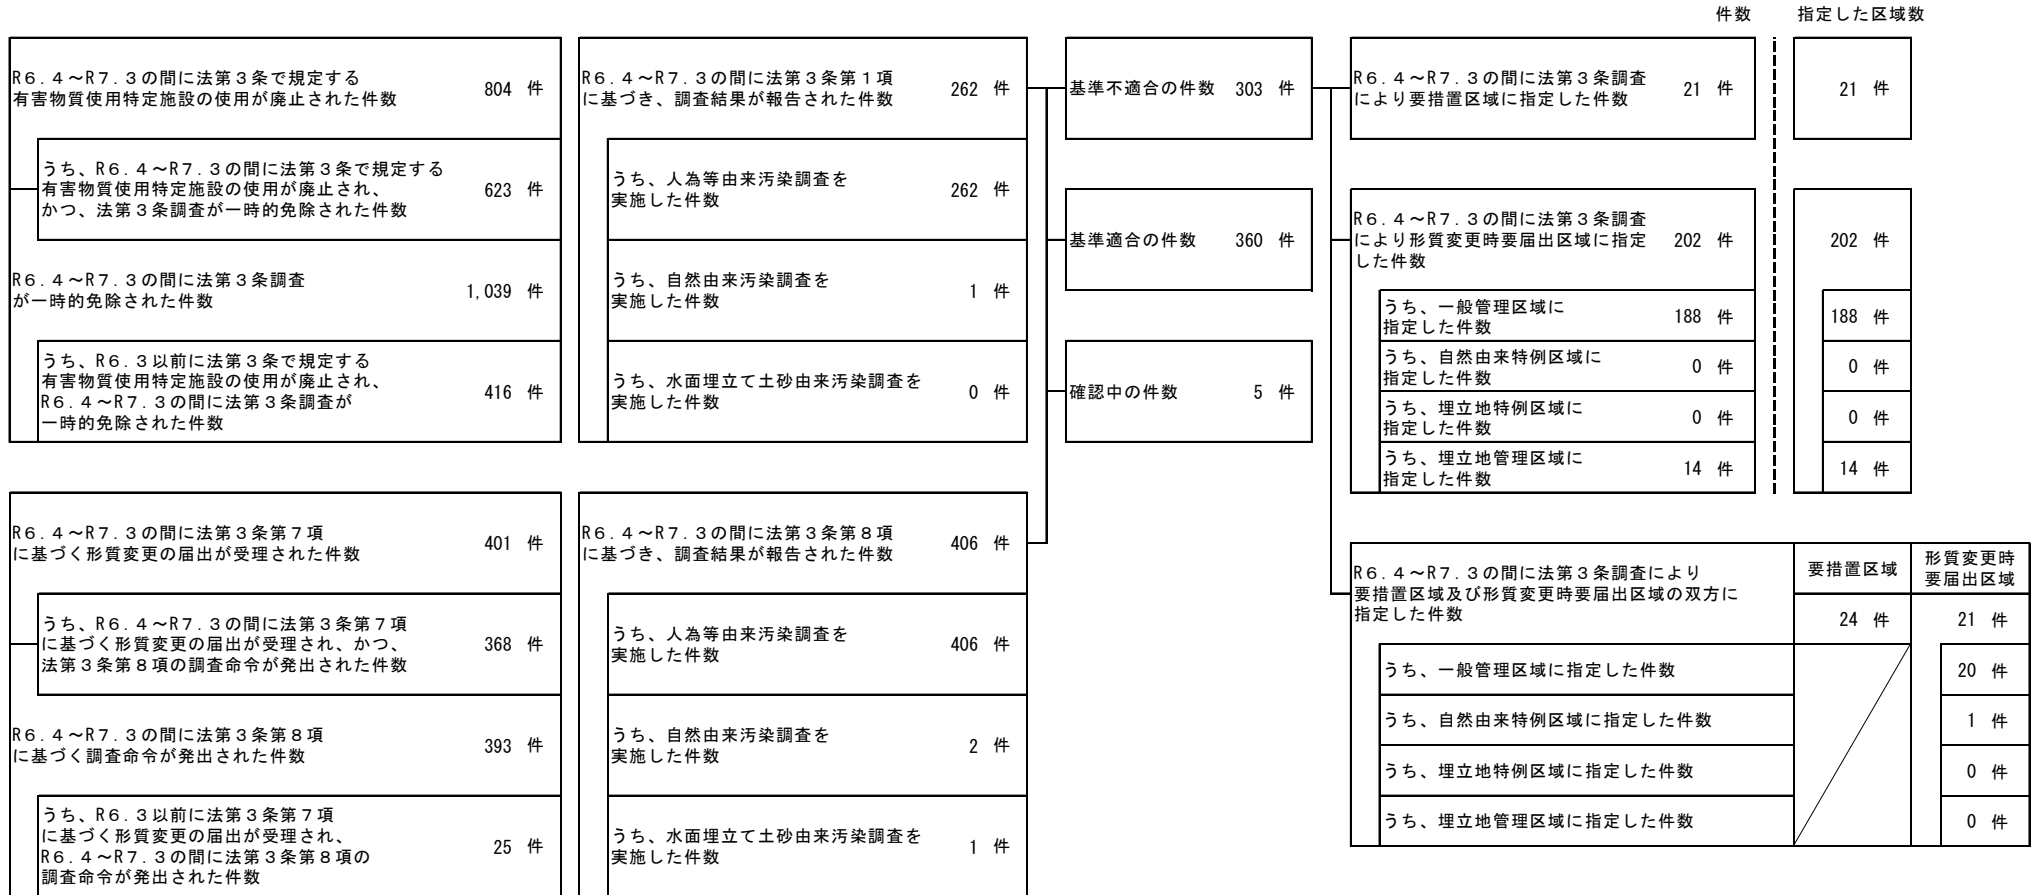 件数　指定した区域数
R6.4～R7.3の間に法第3条で規定する
有害物質使用特定施設の使用が廃止された件数　804 件
うち、R6.4～R7.3の間に法第3条で規定する
有害物質使用特定施設の使用が廃止され、
かつ、法第3条調査が一時的免除された件数　623 件
R6.4～R7.3の間に法第3条調査
が一時的免除された件数　1,039 件
うち、R6.3以前に法第3条で規定する
有害物質使用特定施設の使用が廃止され、
R6.4～R7.3の間に法第3条調査が
一時的免除された件数　416 件
R6.4～R7.3の間に法第3条第1項
に基づき、調査結果が報告された件数　262 件
うち、人為等由来汚染調査を
実施した件数　262 件
うち、自然由来汚染調査を
実施した件数　1 件
うち、水面埋立て土砂由来汚染調査を
実施した件数　0 件
基準不適合の件数　303 件
基準適合の件数　360 件
確認中の件数　5 件
R6.4～R7.3の間に法第3条調査
により要措置区域に指定した件数　21 件　21 件
R6.4～R7.3の間に法第3条調査
により形質変更時要届出区域に指定
した件数　202 件　202 件
うち、一般管理区域に
指定した件数　188 件　188 件
うち、自然由来特例区域に
指定した件数　0 件　0 件
うち、埋立地特例区域に
指定した件数　0 件　0 件
うち、埋立地管理区域に
指定した件数　14 件　14 件
R6.4～R7.3の間に法第3条第7項
に基づく形質変更の届出が受理された件数　401 件
うち、R6.4～R7.3の間に法第3条第7項
に基づく形質変更の届出が受理され、かつ、
法第3条第8項の調査命令が発出された件数　368 件
R6.4～R7.3の間に法第3条第8項
に基づく調査命令が発出された件数　393 件
うち、R6.3以前に法第3条第7項
に基づく形質変更の届出が受理され、
R6.4～R7.3の間に法第3条第8項の
調査命令が発出された件数　25 件
R6.4～R7.3の間に法第3条第8項
に基づき、調査結果が報告された件数　406 件
うち、人為等由来汚染調査を
実施した件数　406 件
うち、自然由来汚染調査を
実施した件数　2 件
うち、水面埋立て土砂由来汚染調査を
実施した件数　1 件
R6.4～R7.3の間に法第3条調査により
要措置区域及び形質変更時要届出区域の双方に
指定した件数
要措置区域　形質変更時
要届出区域
24 件　21 件
うち、一般管理区域に指定した件数　20 件
うち、自然由来特例区域に指定した件数　1 件
うち、埋立地特例区域に指定した件数　0 件
うち、埋立地管理区域に指定した件数　0 件